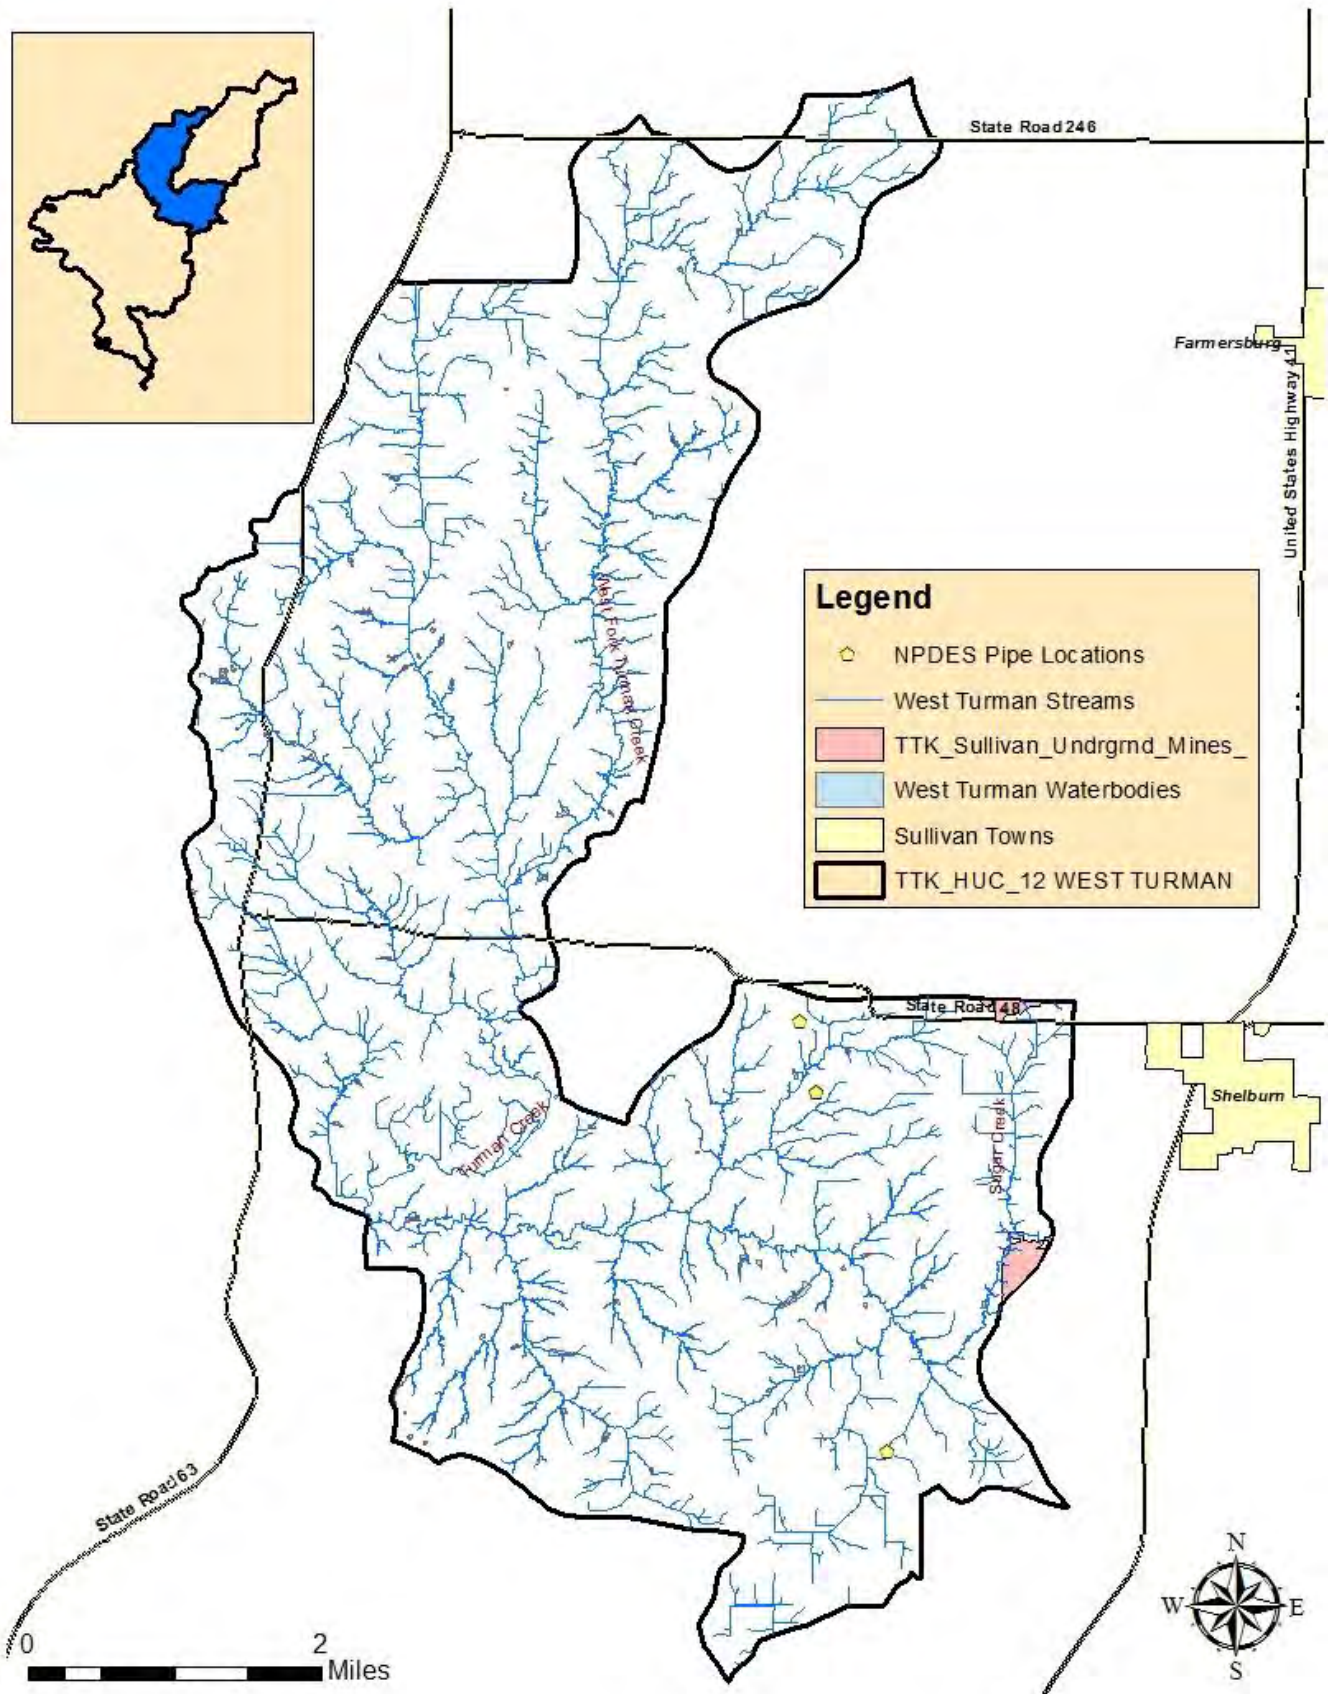 State Road 246
Farmersburg
United States Highway 41
West Fork Turman Creek
Legend
NPDES Pipe Locations
West Turman Streams
TTK_Sullivan_Undrgrnd_Mines_
West Turman Waterbodies
Sullivan Towns
TTK_HUC_12 WEST TURMAN
State Road 48
Shelburn
Turman Creek
Sugar Creek
State Road 63
N
W E
S
0 2
Miles